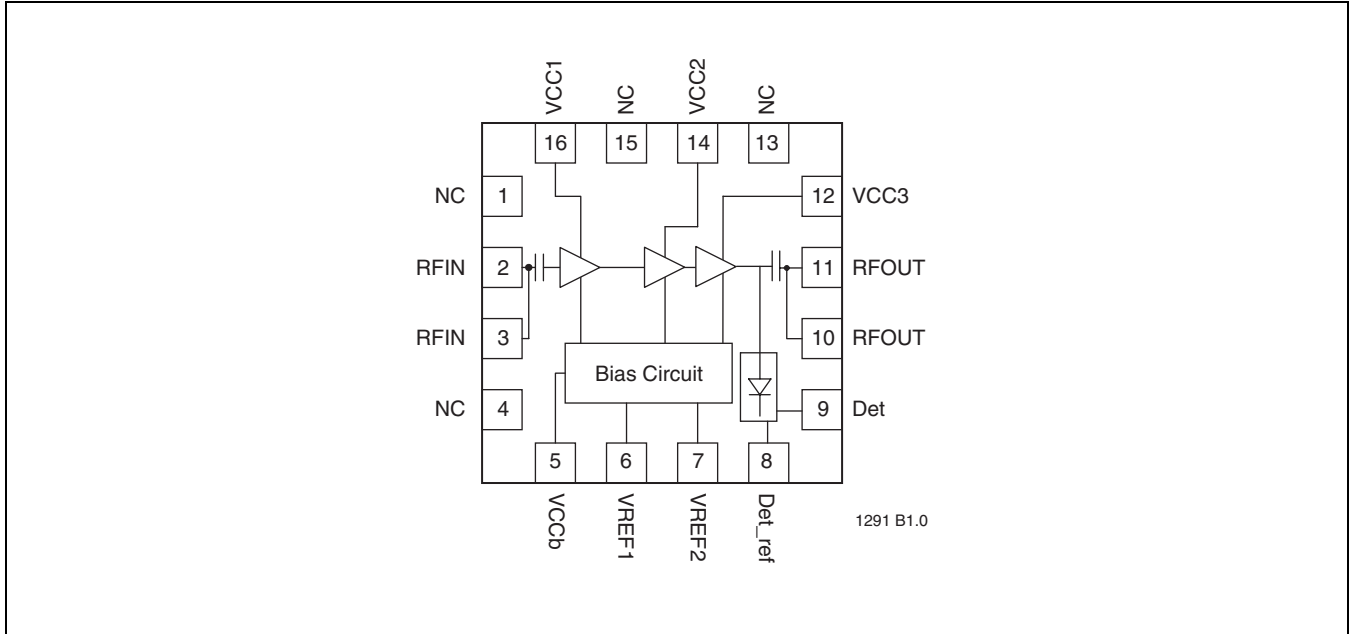 VCC1
NC
VCC2
NC
16
15
14
13
NC
1
12
VCC3
RFIN
2
11
RFOUT
RFIN
3
10
RFOUT
Bias Circuit
NC
4
9
Det
5
6
7
8
VCCb
VREF1
VREF2
Det_ref
1291 B1.0